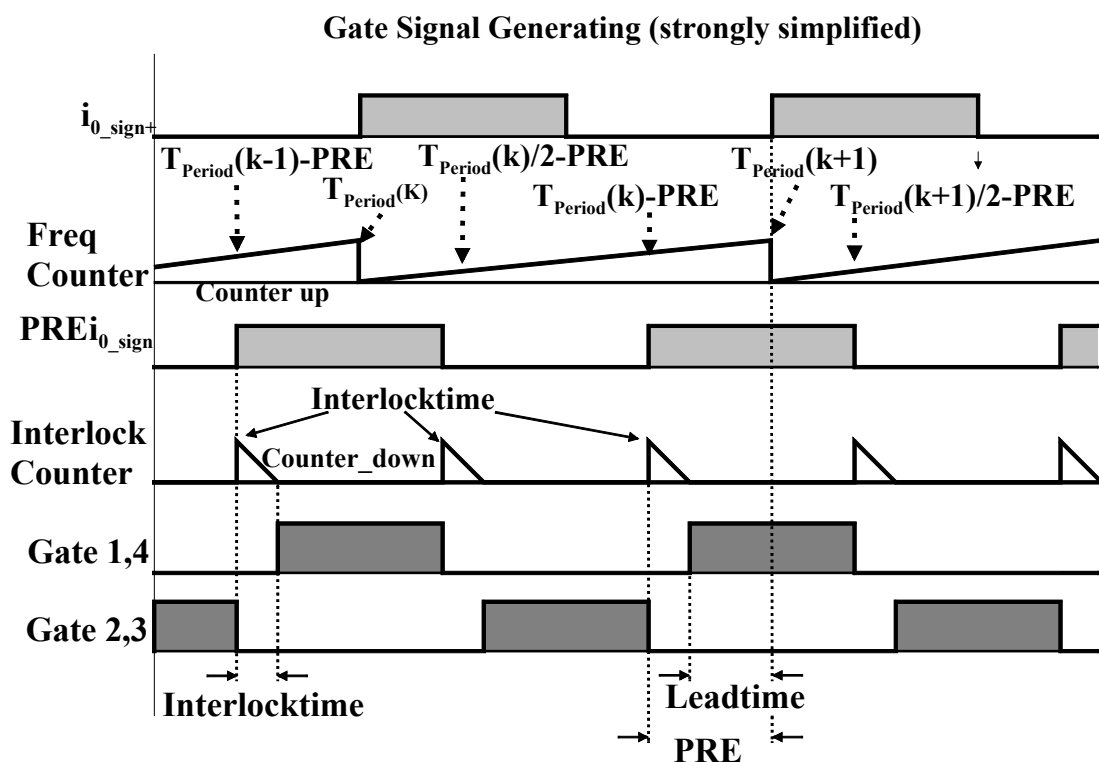 Gate Signal Generating (strongly simplified)
i0_sign+
TPeriod(k-1)-PRE
TPeriod(K)
TPeriod(k)/2-PRE
TPeriod(k)-PRE
TPeriod(k+1)
TPeriod(k+1)/2-PRE
Freq
Counter
Counter up
PREi0_sign
Interlocktime
Interlock
Counter
Counter_down
Gate 1,4
Gate 2,3
Interlocktime
Leadtime
PRE